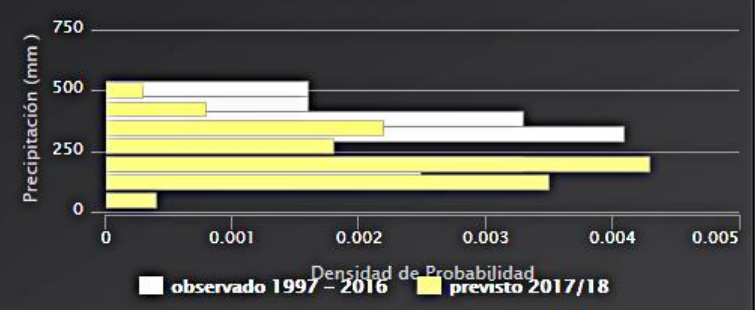 750
500
250
0
Precipitación (mm )
0 0.001 0.002 0.003 0.004 0.005
Densidad de Probabilidad
observado 1997 – 2016 previsto 2017/18